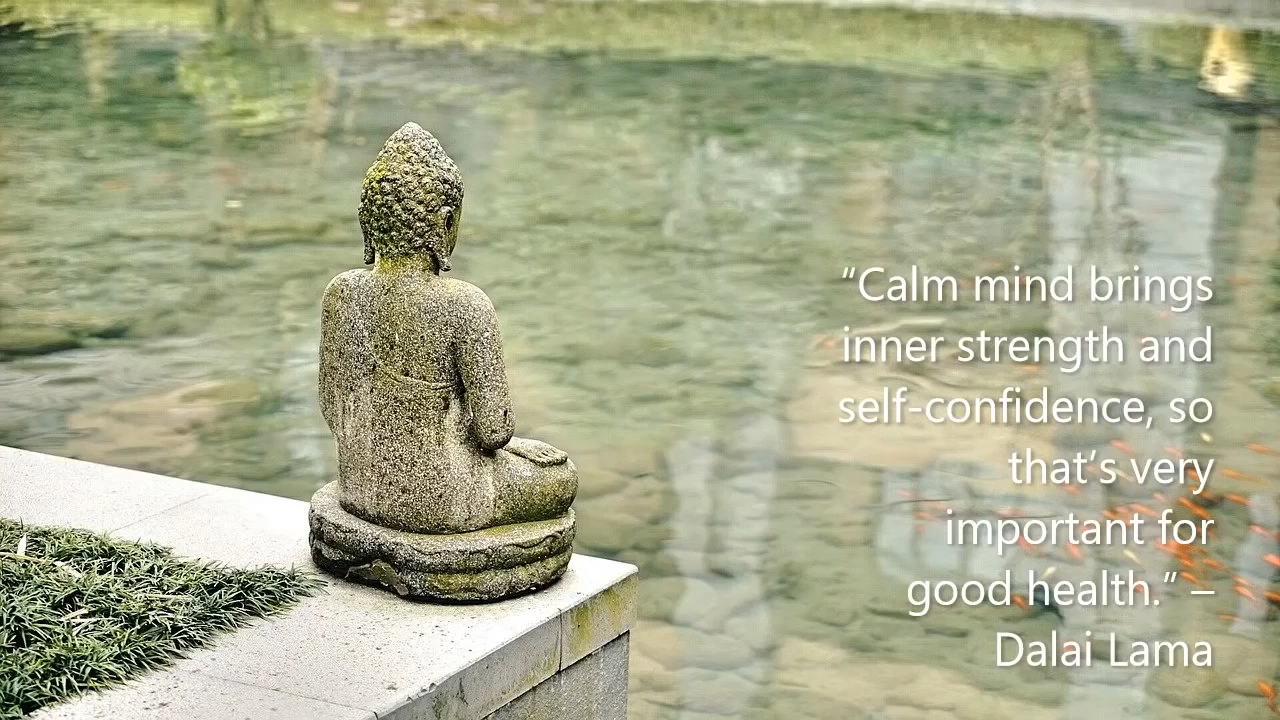 “Calm mind brings
inner strength and
self-confidence, so
that’s very
important for
good health.” –
Dalai Lama